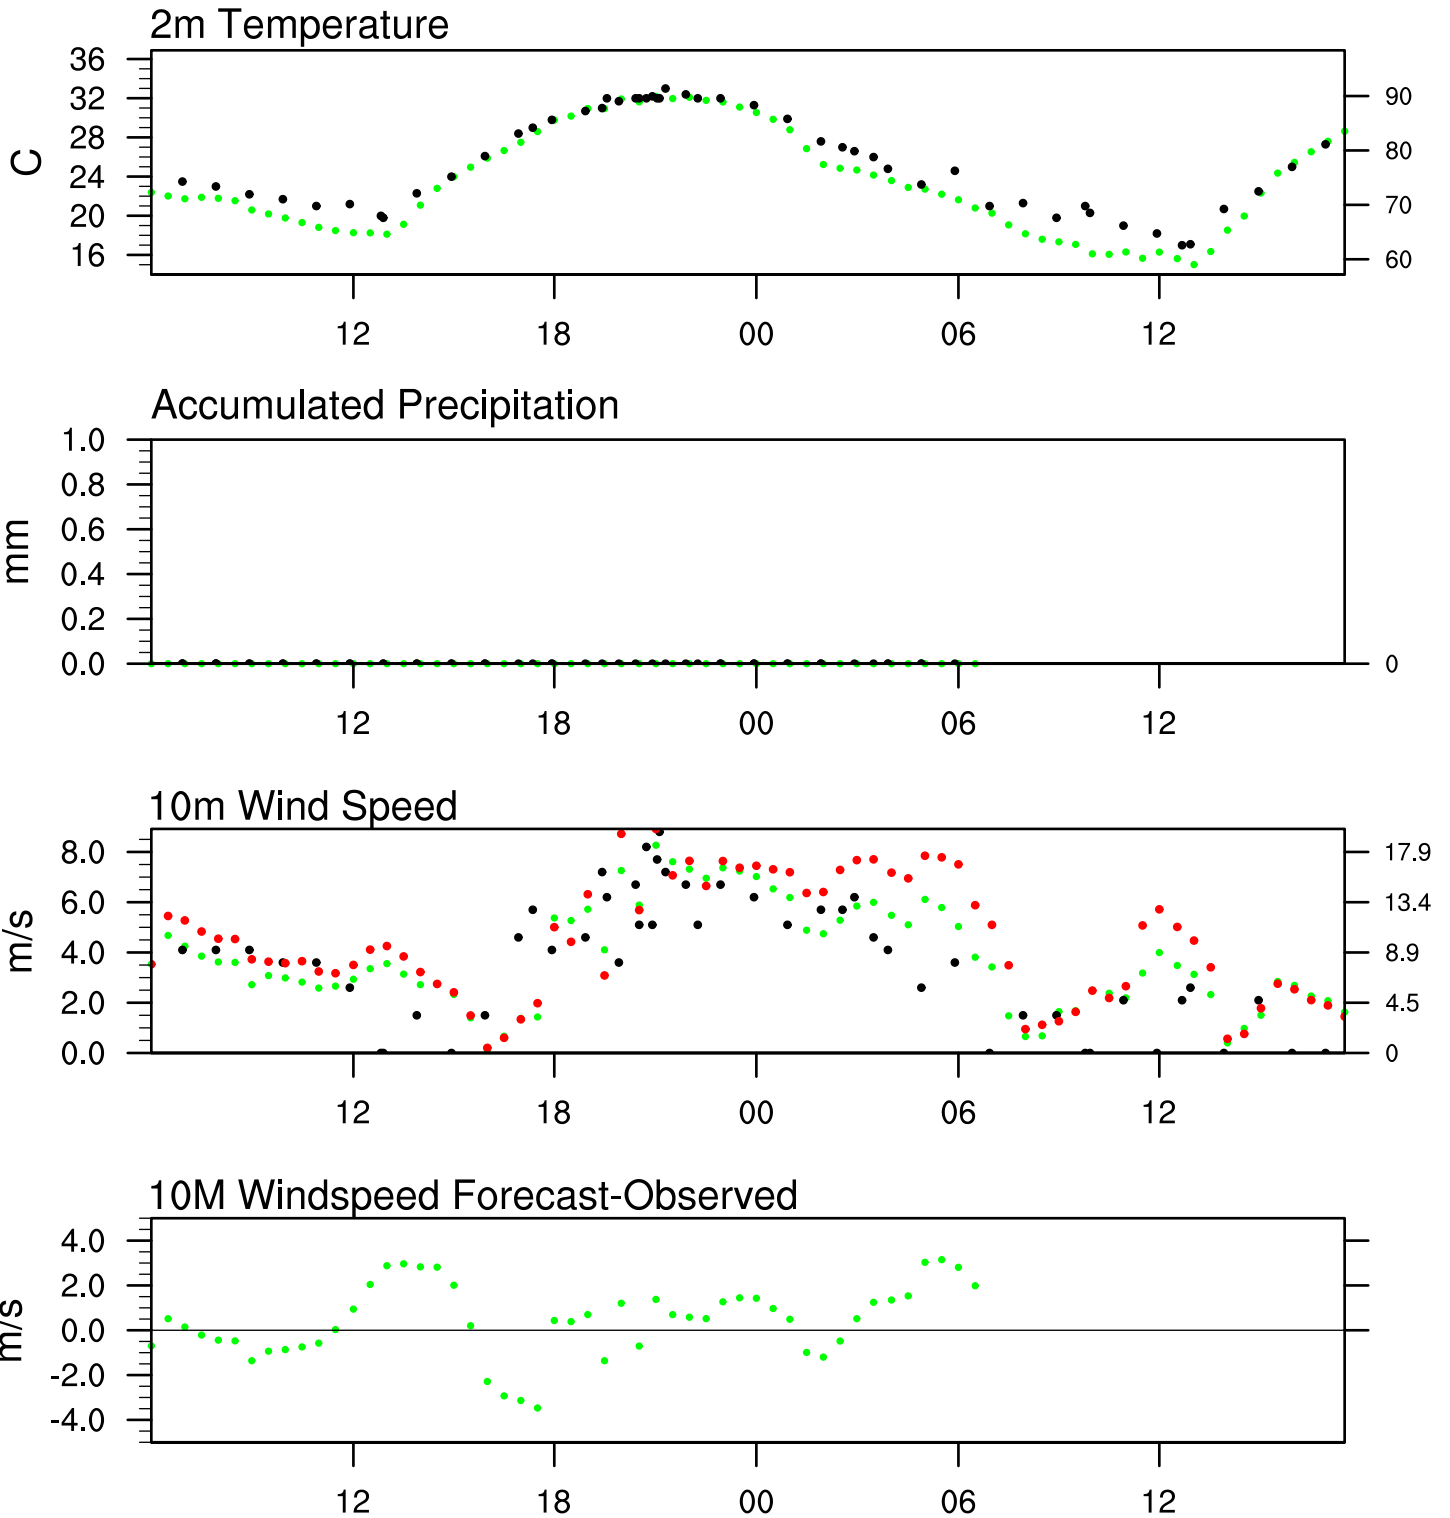 2m Temperature
36
32
28
24
20
16
C
90
80
70
60
12 18 00 06 12
Accumulated Precipitation
1.0
0.8
0.6
0.4
0.2
0.0
mm
0
12 18 00 06 12
10m Wind Speed
8.0
6.0
4.0
2.0
0.0
m/s
17.9
13.4
8.9
4.5
0
12 18 00 06 12
10M Windspeed Forecast-Observed
4.0
2.0
0.0
-2.0
-4.0
m/s
12 18 00 06 12